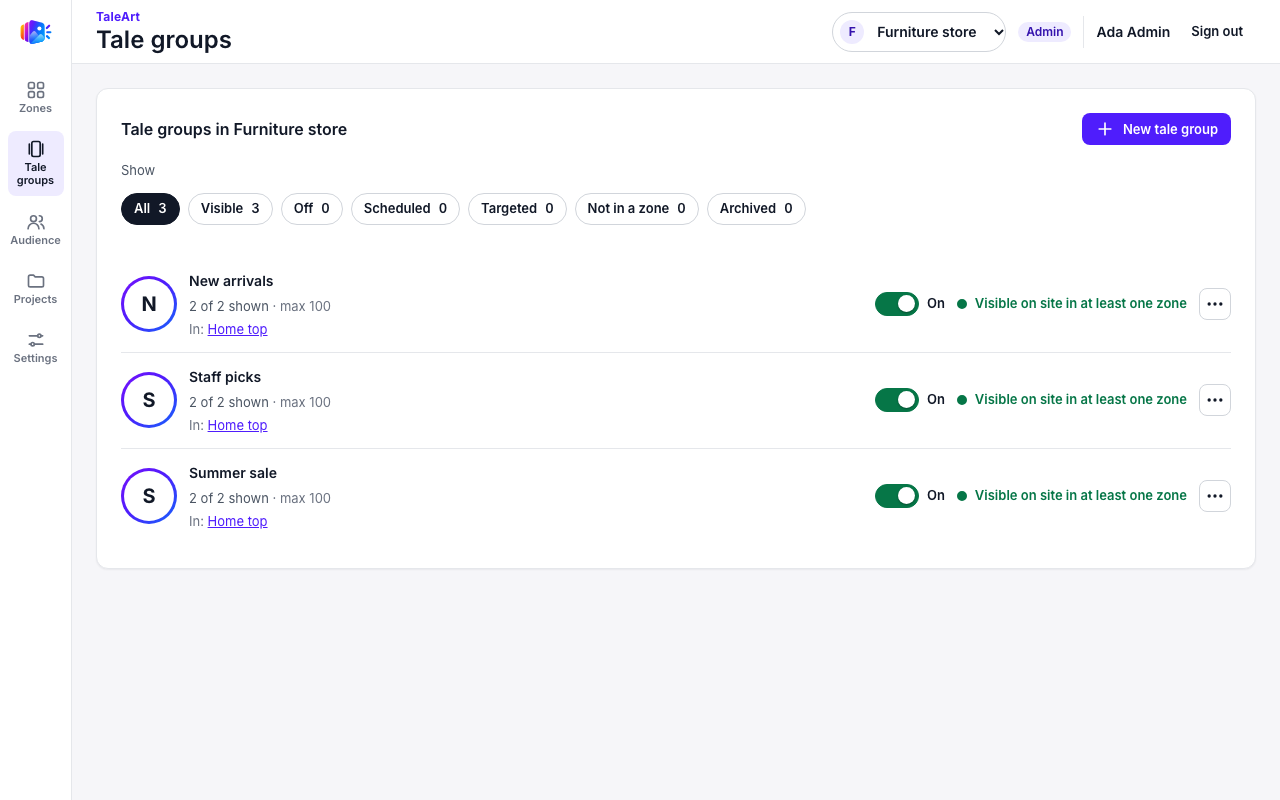 TaleArt
Tale groups
F Furniture store
Admin
Ada Admin
Sign out
Zones
Tale groups
Audience
Projects
Settings
Tale groups in Furniture store
New tale group
Show
All 3
Visible 3
Off 0
Scheduled 0
Targeted 0
Not in a zone 0
Archived 0
N
New arrivals
2 of 2 shown · max 100
In: Home top
On
Visible on site in at least one zone
S
Staff picks
2 of 2 shown · max 100
In: Home top
On
Visible on site in at least one zone
S
Summer sale
2 of 2 shown · max 100
In: Home top
On
Visible on site in at least one zone